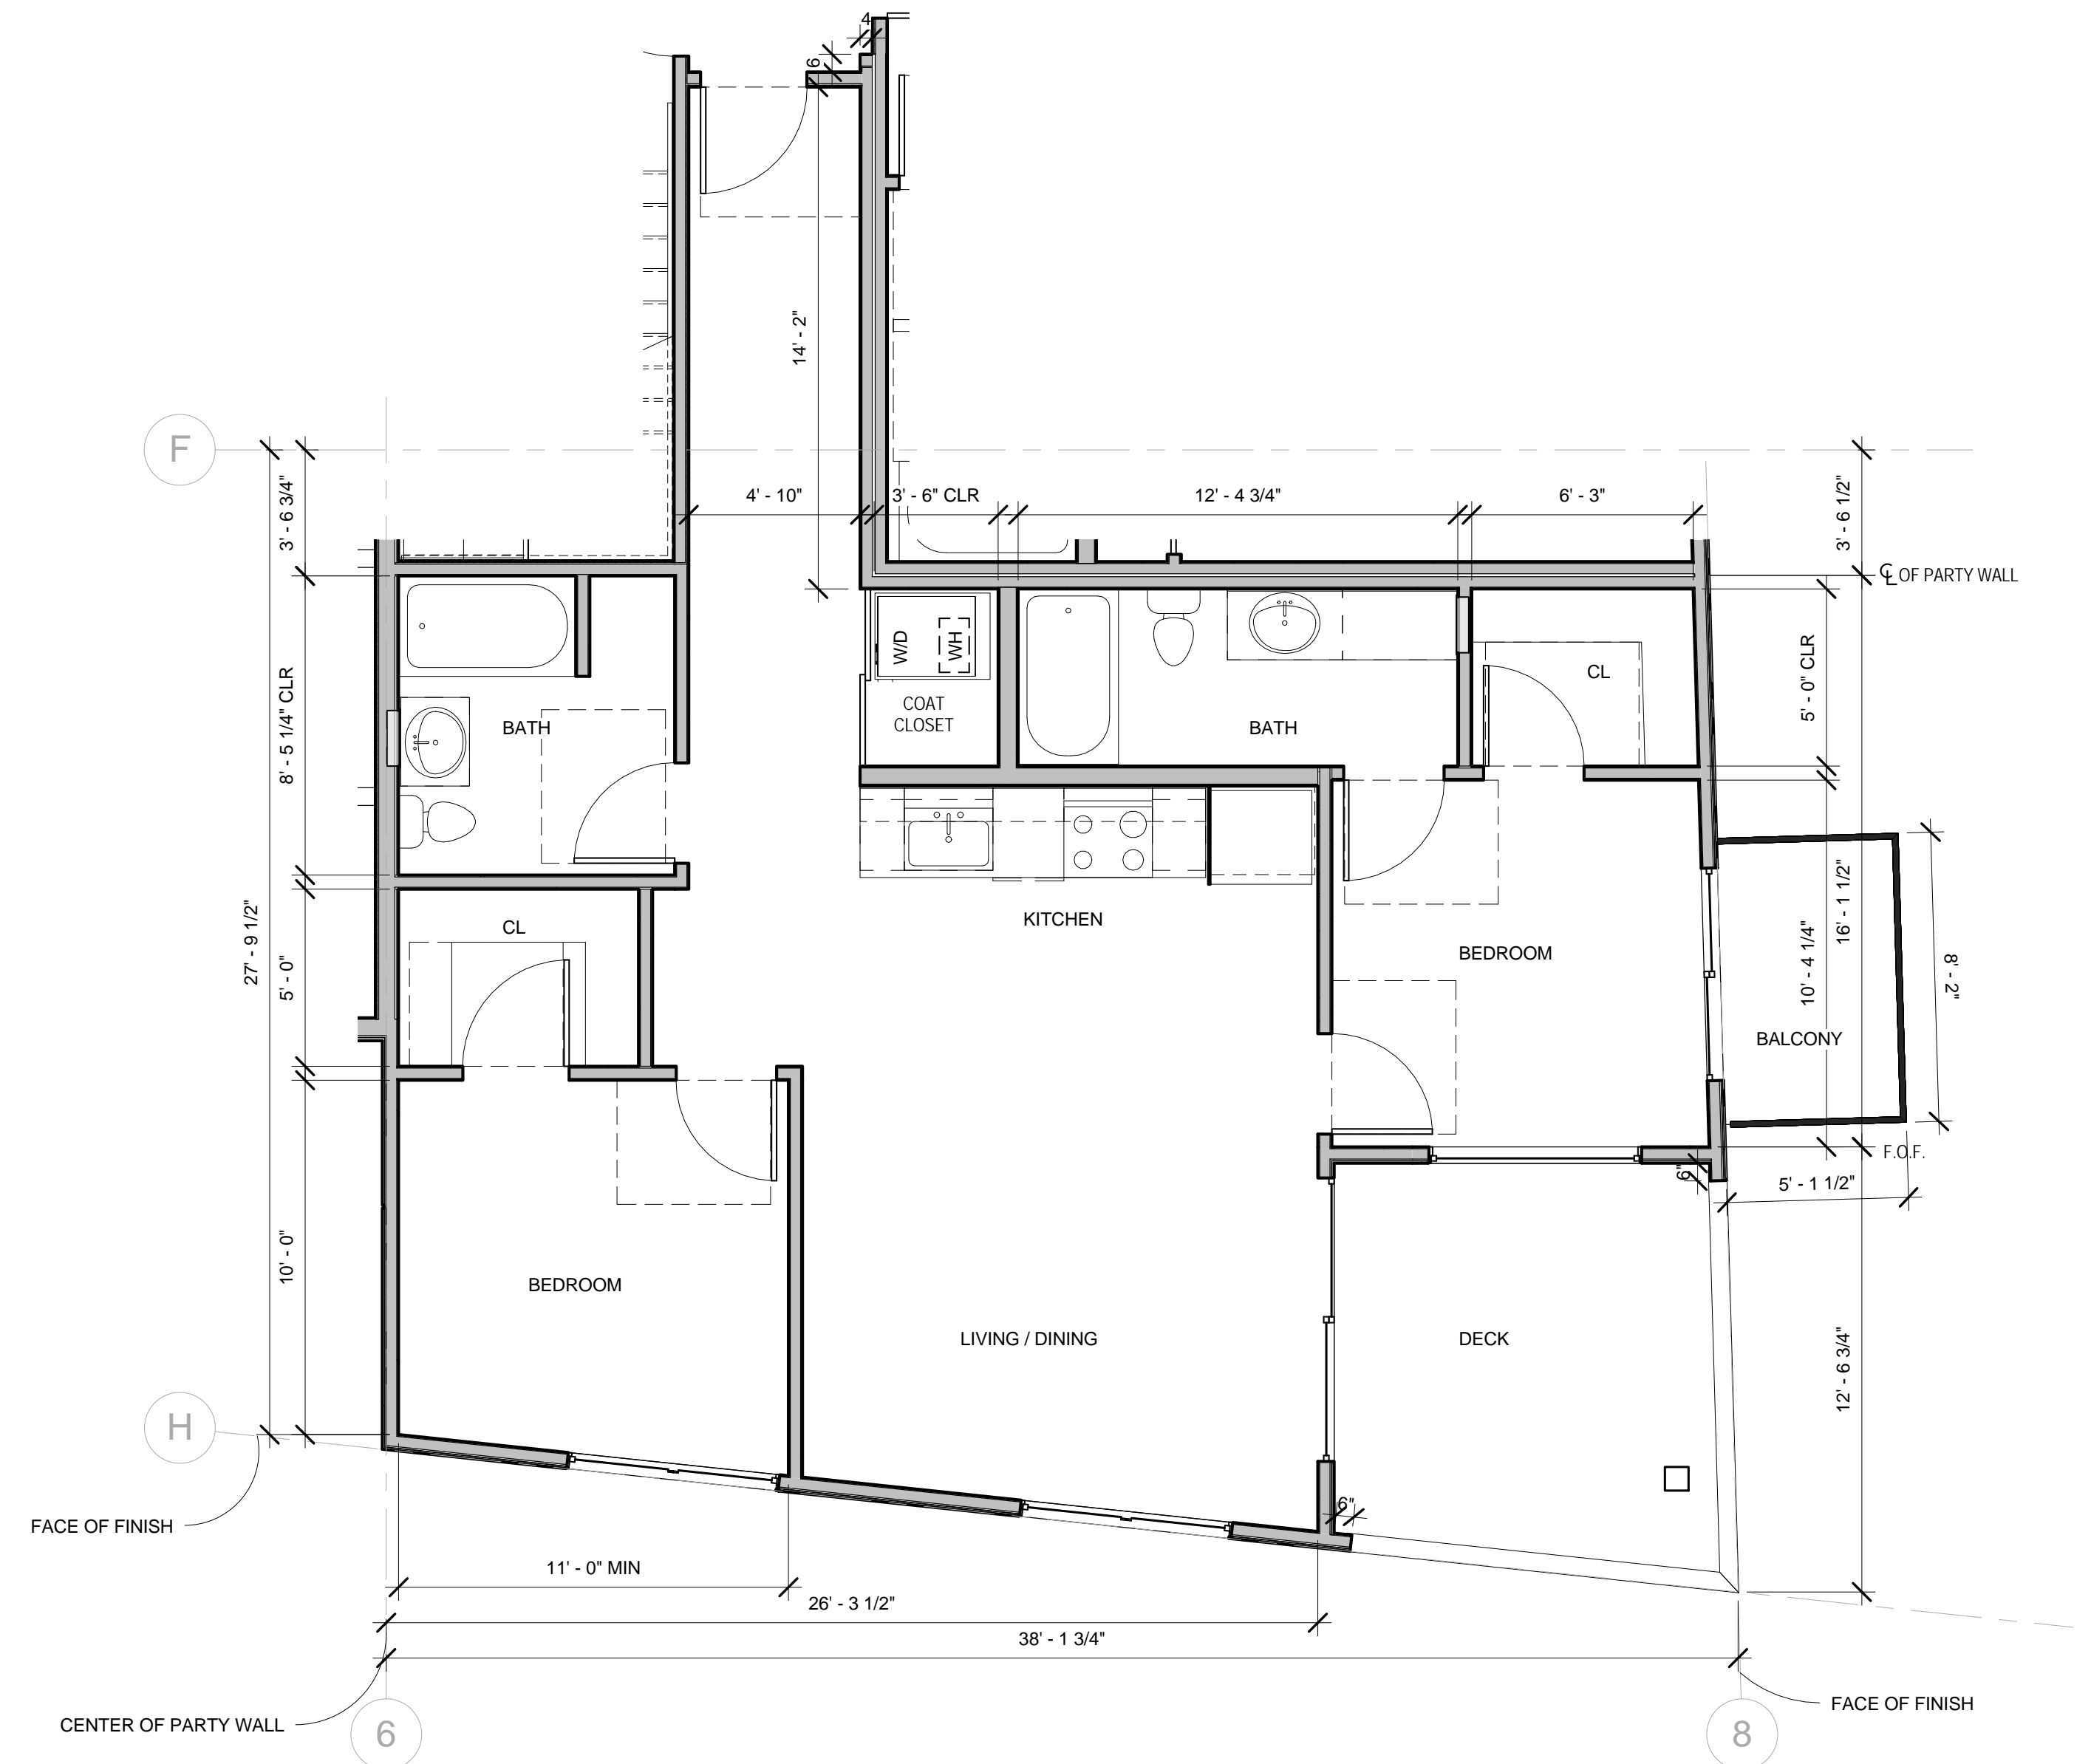 4
6
14' - 2"
F
3' - 6 3/4"
4' - 10"
3' - 6" CLR
12' - 4 3/4"
6' - 3"
3' - 6 1/2"
℄ OF PARTY WALL
W/D
WH
COAT
CLOSET
BATH
BATH
CL
5' - 0" CLR
8' - 5 1/4" CLR
27' - 9 1/2"
CL
KITCHEN
BEDROOM
5' - 0"
10' - 4 1/4"
16' - 1 1/2"
8' - 2"
BALCONY
F.O.F.
6"
5' - 1 1/2"
10' - 0"
BEDROOM
LIVING / DINING
DECK
12' - 6 3/4"
H
FACE OF FINISH
6"
11' - 0" MIN
26' - 3 1/2"
38' - 1 3/4"
CENTER OF PARTY WALL
6
8
FACE OF FINISH